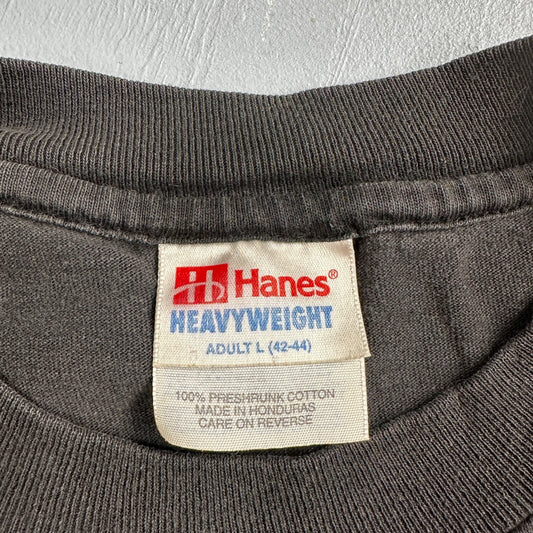 Hanes®
HEAVYWEIGHT
ADULT L (42-44)
100% PRESHRUNK COTTON
MADE IN HONDURAS
CARE ON REVERSE